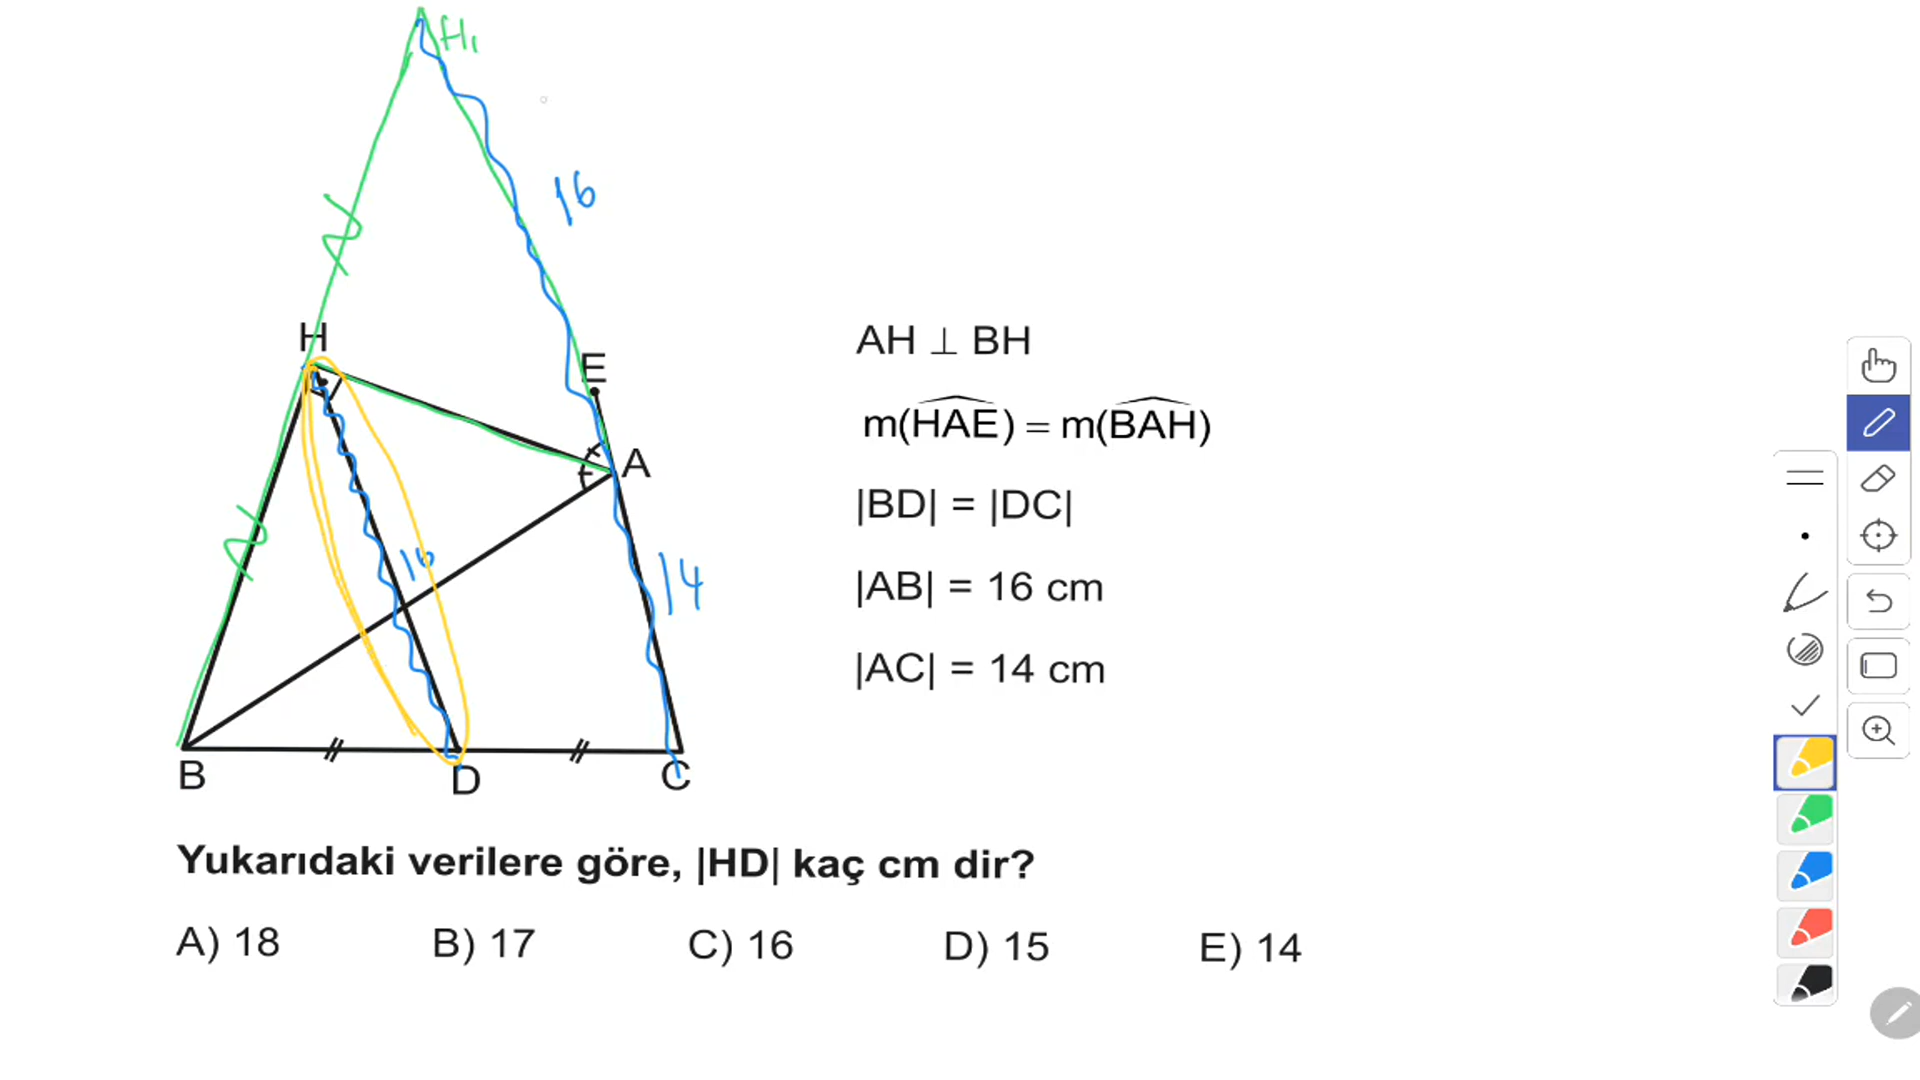 H₁
16
H
E
A
16
14
B
D
C
AH ⊥ BH
m(HAE) = m(BAH)
|BD| = |DC|
|AB| = 16 cm
|AC| = 14 cm
Yukarıdaki verilere göre, |HD| kaç cm dir?
A) 18 B) 17 C) 16 D) 15 E) 14